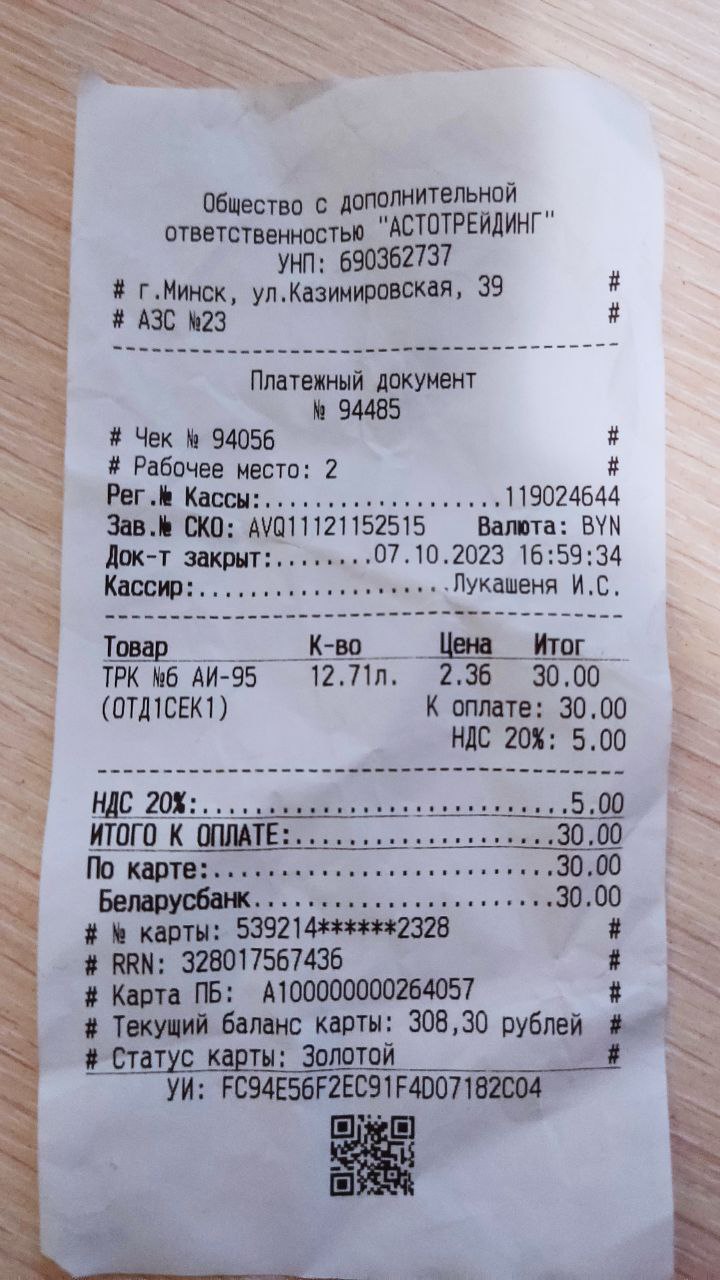 Общество с дополнительной
ответственностью "АСТОТРЕЙДИНГ"
УНП: 690362737
# г.Минск, ул.Казимировская, 39 #
# АЗС №23 #
Платежный документ
№ 94485
# Чек № 94056 #
# Рабочее место: 2 #
Рег.№ Кассы:...................119024644
Зав.№ СКО: AVQ11121152515 Валюта: BYN
Док-т закрыт:........07.10.2023 16:59:34
Кассир:....................Лукашеня И.С.
Товар К-во Цена Итог
ТРК №6 АИ-95 12.71л. 2.36 30.00
(ОТД1СЕК1) К оплате: 30.00
НДС 20%: 5.00
НДС 20%:............................5.00
ИТОГО К ОПЛАТЕ:....................30.00
По карте:..........................30.00
Беларусбанк.......................30.00
# № карты: 539214******2328 #
# RRN: 328017567436 #
# Карта ПБ: A100000000264057 #
# Текущий баланс карты: 308,30 рублей #
# Статус карты: Золотой #
УИ: FC94E56F2EC91F4D07182C04